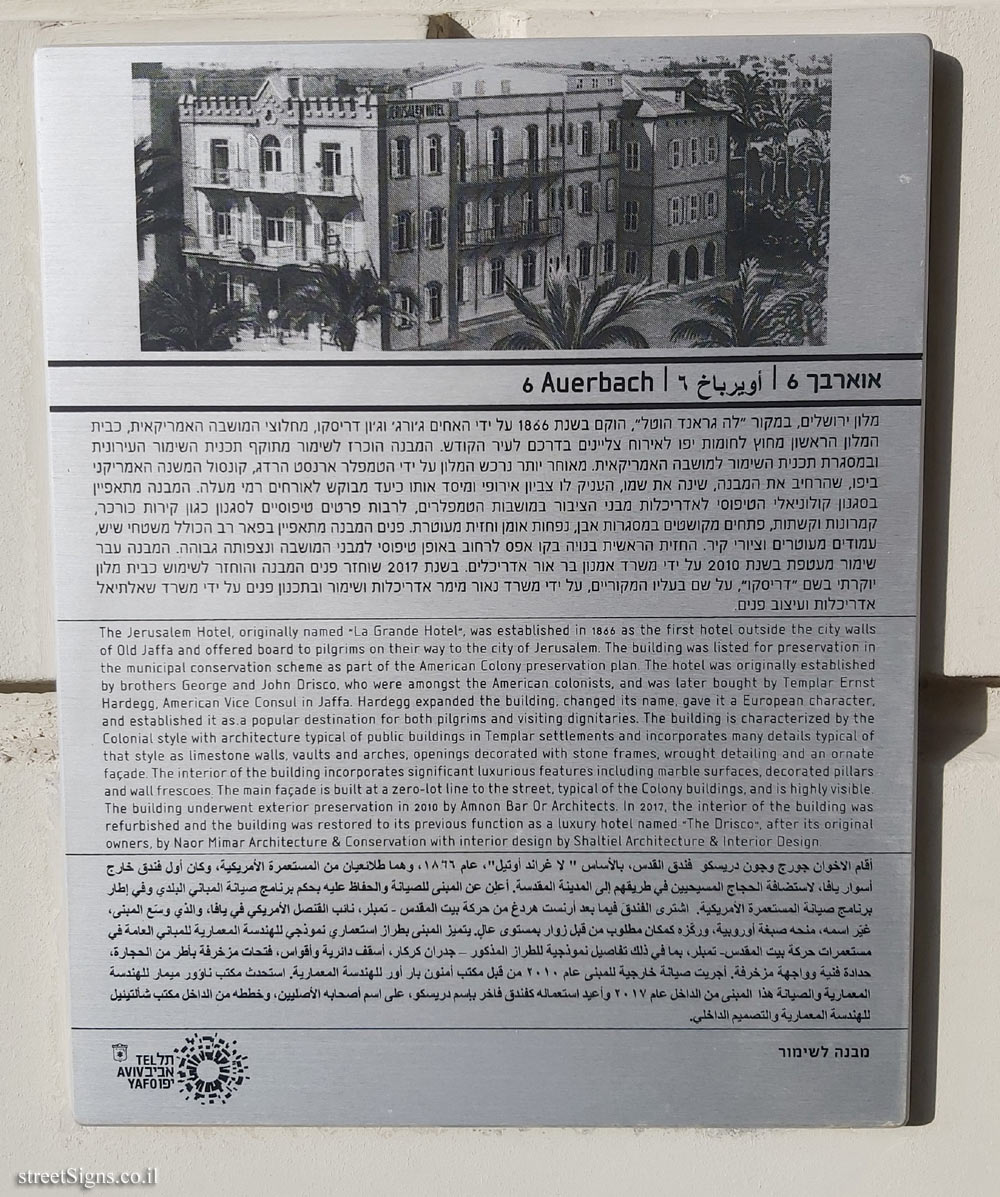 JERUSALEM HOTEL
אוארבך 6 | أويرباخ ٦ | Auerbach 6
מלון ירושלים, במקור "לה גראנד הוטל", הוקם בשנת 1866 על ידי האחים ג'ורג' וג'ון דריסקו, מחלוצי המושבה האמריקאית, כבית
המלון הראשון מחוץ לחומות יפו לאירוח צליינים בדרכם לעיר הקודש. המבנה הוכרז לשימור מתוקף תכנית השימור העירונית
ובמסגרת תכנית השימור למושבה האמריקאית. מאוחר יותר נרכש המלון על ידי הטמפלר ארנסט הרדג, קונסול המשנה האמריקני
ביפו, שהרחיב את המבנה, שינה את שמו, העניק לו צביון אירופי ומיסד אותו כיעד מבוקש לאורחים רמי מעלה. המבנה מתאפיין
בסגנון קולוניאלי הטיפוסי לאדריכלות מבני הציבור במושבות הטמפלרים, לרבות פרטים טיפוסיים לסגנון כגון קירות כורכר,
קמרונות וקשתות, פתחים מקושטים במסגרות אבן, נפחות אומן וחזית מעוטרת. פנים המבנה מתאפיין בפאר רב הכולל משטחי שיש,
עמודים מעוטרים וציורי קיר. החזית הראשית בנויה בקו אפס לרחוב באופן טיפוסי למבני המושבה ונצפותה גבוהה. המבנה עבר
שימור מעטפת בשנת 2010 על ידי משרד אמנון בר אור אדריכלים. בשנת 2017 שוחזר פנים המבנה והוחזר לשימוש כבית מלון
יוקרתי בשם "דריסקו", על שם בעליו המקוריים, על ידי משרד נאור מימר אדריכלות ושימור ובתכנון פנים על ידי משרד שאלתיאל
אדריכלות ועיצוב פנים.
The Jerusalem Hotel, originally named "La Grande Hotel", was established in 1866 as the first hotel outside the city walls
of Old Jaffa and offered board to pilgrims on their way to the city of Jerusalem. The building was listed for preservation in
the municipal conservation scheme as part of the American Colony preservation plan. The hotel was originally established
by brothers George and John Drisco, who were amongst the American colonists, and was later bought by Templar Ernst
Hardegg, American Vice Consul in Jaffa. Hardegg expanded the building, changed its name, gave it a European character,
and established it as a popular destination for both pilgrims and visiting dignitaries. The building is characterized by the
Colonial style with architecture typical of public buildings in Templar settlements and incorporates many details typical of
that style as limestone walls, vaults and arches, openings decorated with stone frames, wrought detailing and an ornate
façade. The interior of the building incorporates significant luxurious features including marble surfaces, decorated pillars
and wall frescoes. The main façade is built at a zero-lot line to the street, typical of the Colony buildings, and is highly visible.
The building underwent exterior preservation in 2010 by Amnon Bar Or Architects. In 2017, the interior of the building was
refurbished and the building was restored to its previous function as a luxury hotel named "The Drisco", after its original
owners, by Naor Mimar Architecture & Conservation with interior design by Shaltiel Architecture & Interior Design.
أقام الاخوان جورج وجون دريسكو فندق القدس، بالأساس " لا غراند أوتيل"، عام ١٨٦٦، وهما طلائعيان من المستعمرة الأمريكية، وكان أول فندق خارج
أسوار يافا، لاستضافة الحجاج المسيحيين في طريقهم إلى المدينة المقدسة. أعلن عن المبنى للصيانة والحفاظ عليه بحكم برنامج صيانة المباني البلدي وفي إطار
برنامج صيانة المستعمرة الأمريكية. اشترى الفندق فيما بعد أرنست هردغ من حركة بيت المقدس - تمبلر، نائب القنصل الأمريكي في يافا، والذي وسّع المبنى،
غيّر اسمه، منحه صبغة أوروبية، وركّزه كمكان مطلوب من قبل زوار بمستوى عالٍ. يتميز المبنى بطراز استعماري نموذجي للهندسة المعمارية للمباني العامة في
مستعمرات حركة بيت المقدس- تمبلر، بما في ذلك تفاصيل نموذجية للطراز المذكور – جدران كركار، أسقف دائرية وأقواس، فتحات مزخرفة بأطر من الحجارة،
حدادة فنية وواجهة مزخرفة. أجريت صيانة خارجية للمبنى عام ٢٠١٠ من قبل مكتب أمنون بار أور للهندسة المعمارية. استحدث مكتب ناؤور ميمار للهندسة
المعمارية والصيانة هذا المبنى من الداخل عام ٢٠١٧ وأعيد استعماله كفندق فاخر بإسم دريسكو، على اسم أصحابه الأصليين، وخططه من الداخل مكتب شألتيئيل
للهندسة المعمارية والتصميم الداخلي.
מבנה לשימור
תל TEL
אביב AVIV
יפו YAFO
streetSigns.co.il